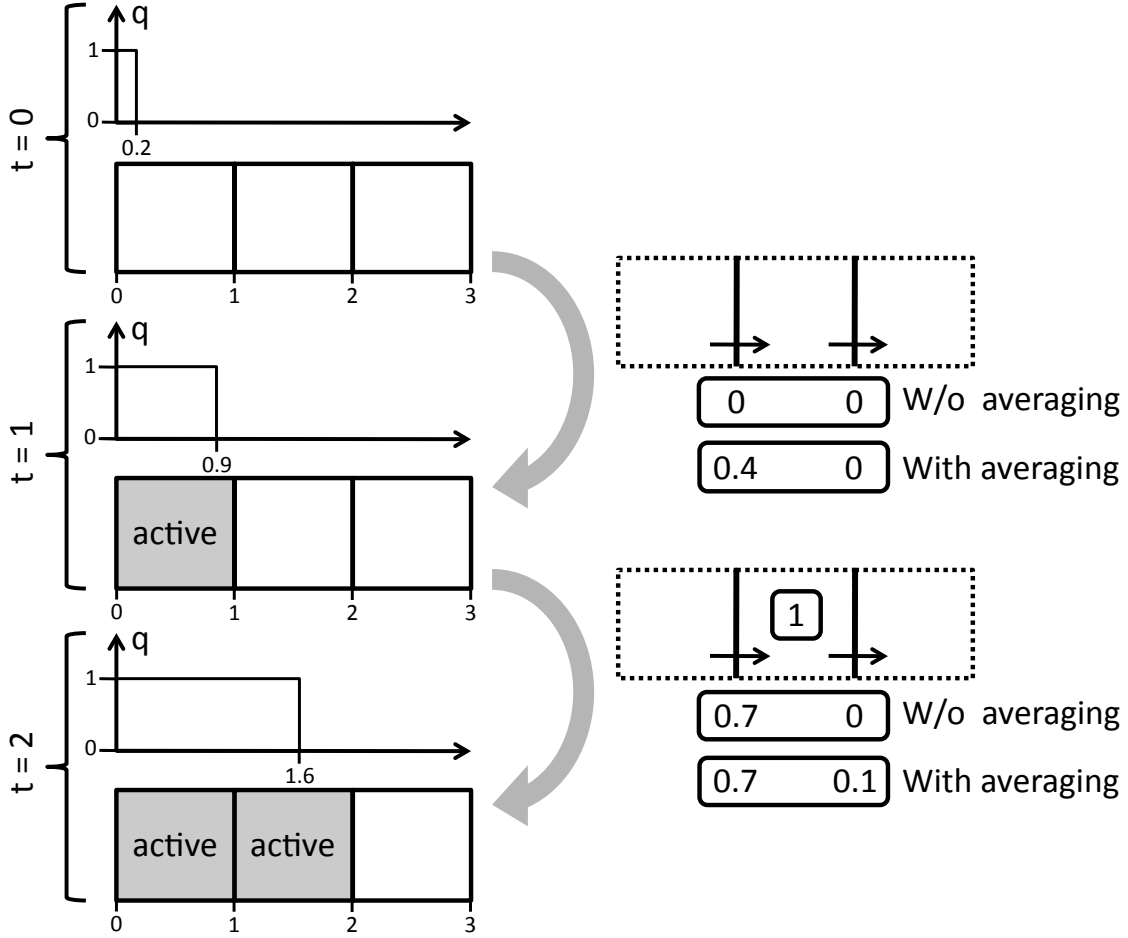 q
1
0
0.2
t = 0
0 1 2 3
q
1
0
0.9
t = 1
active
0 1 2 3
q
1
0
1.6
t = 2
active active
0 1 2 3
0 0 W/o averaging
0.4 0 With averaging
1
0.7 0 W/o averaging
0.7 0.1 With averaging